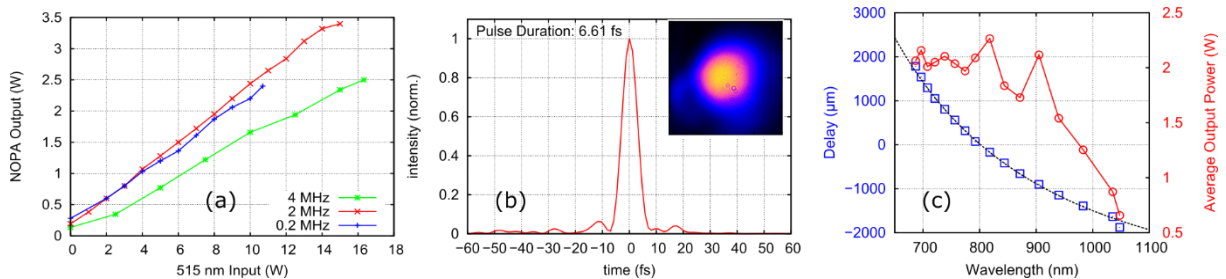 3.5
3
2.5
2
1.5
1
0.5
0
NOPA Output (W)
0 2 4 6 8 10 12 14 16 18
515 nm Input (W)
(a)
4 MHz
2 MHz
0.2 MHz
Pulse Duration: 6.61 fs
1
0.8
0.6
0.4
0.2
0
intensity (norm.)
(b)
−60 −50 −40 −30 −20 −10 0 10 20 30 40 50 60
time (fs)
(c)
3000
2000
1000
0
−1000
−2000
Delay (μm)
700 800 900 1000 1100
Wavelength (nm)
2.5
2
1.5
1
0.5
Average Output Power (W)